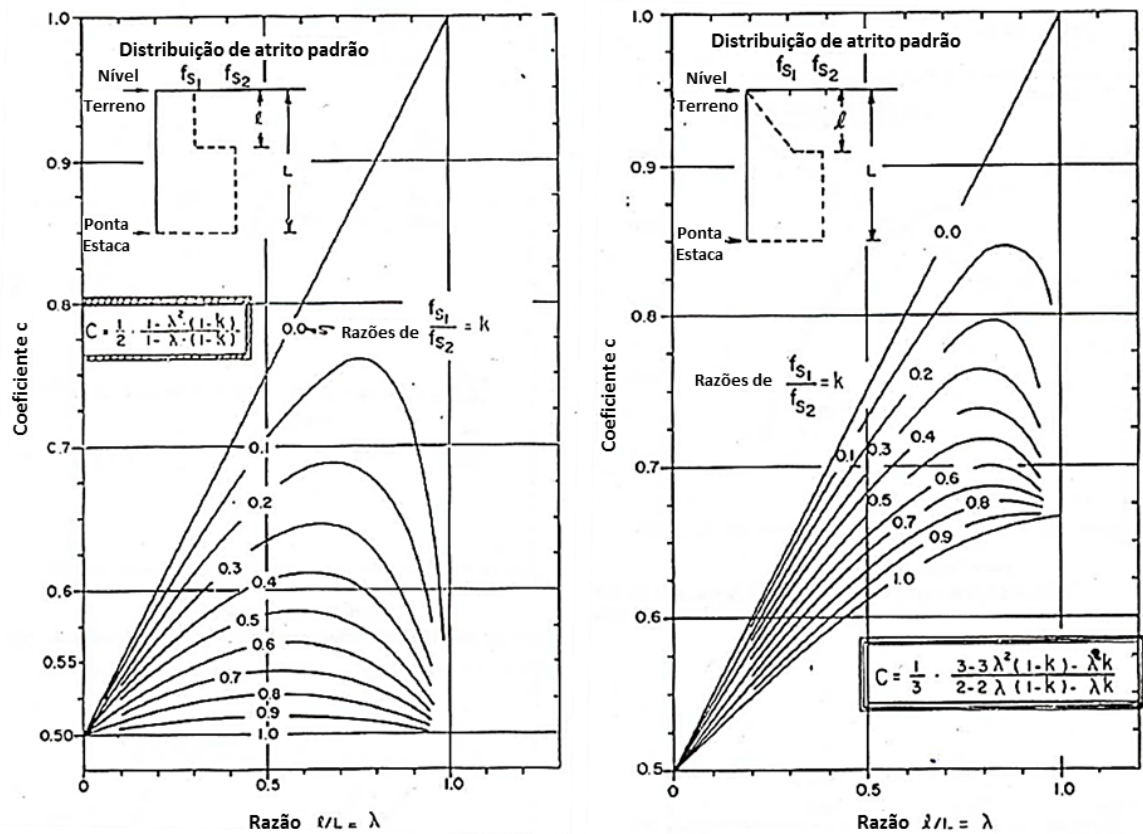 Distribuição de atrito padrão
fs1 fs2
Nível
Terreno
ℓ
L
Ponta
Estaca
C = 1/2 · 1-λ²·(1-k) / 1-λ·(1-k)
Razões de fs1/fs2 = k
0.0
0.1
0.2
0.3
0.4
0.5
0.6
0.7
0.8
0.9
1.0
Coeficiente c
1.0
0.9
0.8
0.7
0.6
0.55
0.50
0
0.5
1.0
Razão ℓ/L = λ
Distribuição de atrito padrão
fs1 fs2
Nível
Terreno
ℓ
L
Ponta
Estaca
Razões de fs1/fs2 = k
0.0
0.1
0.2
0.3
0.4
0.5
0.6
0.7
0.8
0.9
1.0
C = 1/3 · 3-3λ²(1-k)-λ²k / 2-2λ(1-k)-λk
Coeficiente c
1.0
0.9
0.8
0.7
0.6
0.5
0
0.5
1.0
Razão ℓ/L = λ